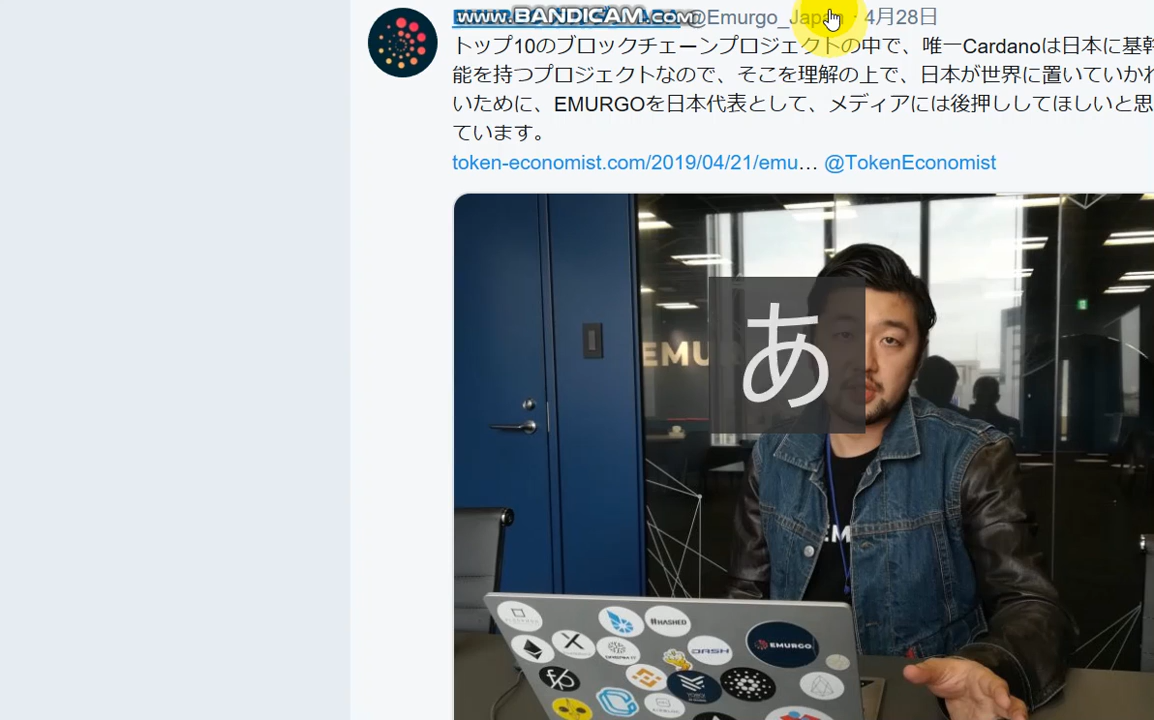 www.BANDICAM.com @Emurgo_Japan · 4月28日
トップ10のブロックチェーンプロジェクトの中で、唯一Cardanoは日本に基幹
能を持つプロジェクトなので、そこを理解の上で、日本が世界に置いていかれ
いために、EMURGOを日本代表として、メディアには後押ししてほしいと思
ています。
token-economist.com/2019/04/21/emu… @TokenEconomist
あ
EMU
EM
#HASHED
DASH
EMURGO